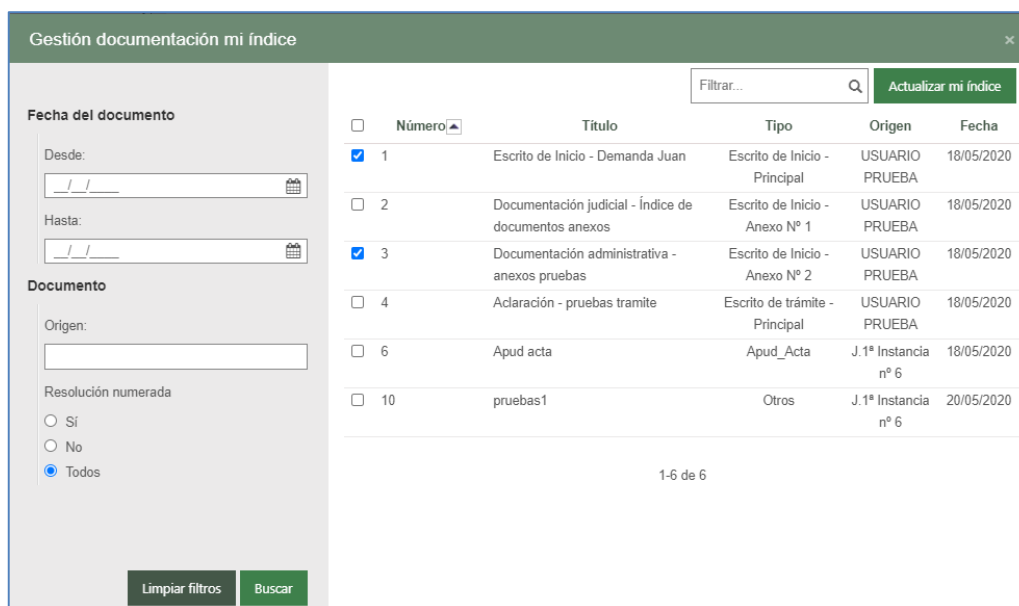 Gestión documentación mi índice
×
Fecha del documento
Desde:
__/__/____
Hasta:
__/__/____
Documento
Origen:
Resolución numerada
Sí
No
Todos
Limpiar filtros
Buscar
Filtrar...
Actualizar mi índice
Número Título Tipo Origen Fecha
1 Escrito de Inicio - Demanda Juan Escrito de Inicio - USUARIO 18/05/2020
Principal PRUEBA
2 Documentación judicial - Índice de Escrito de Inicio - USUARIO 18/05/2020
documentos anexos Anexo Nº 1 PRUEBA
3 Documentación administrativa - Escrito de Inicio - USUARIO 18/05/2020
anexos pruebas Anexo Nº 2 PRUEBA
4 Aclaración - pruebas tramite Escrito de trámite - USUARIO 18/05/2020
Principal PRUEBA
6 Apud acta Apud_Acta J.1ª Instancia 18/05/2020
nº 6
10 pruebas1 Otros J.1ª Instancia 20/05/2020
nº 6
1-6 de 6